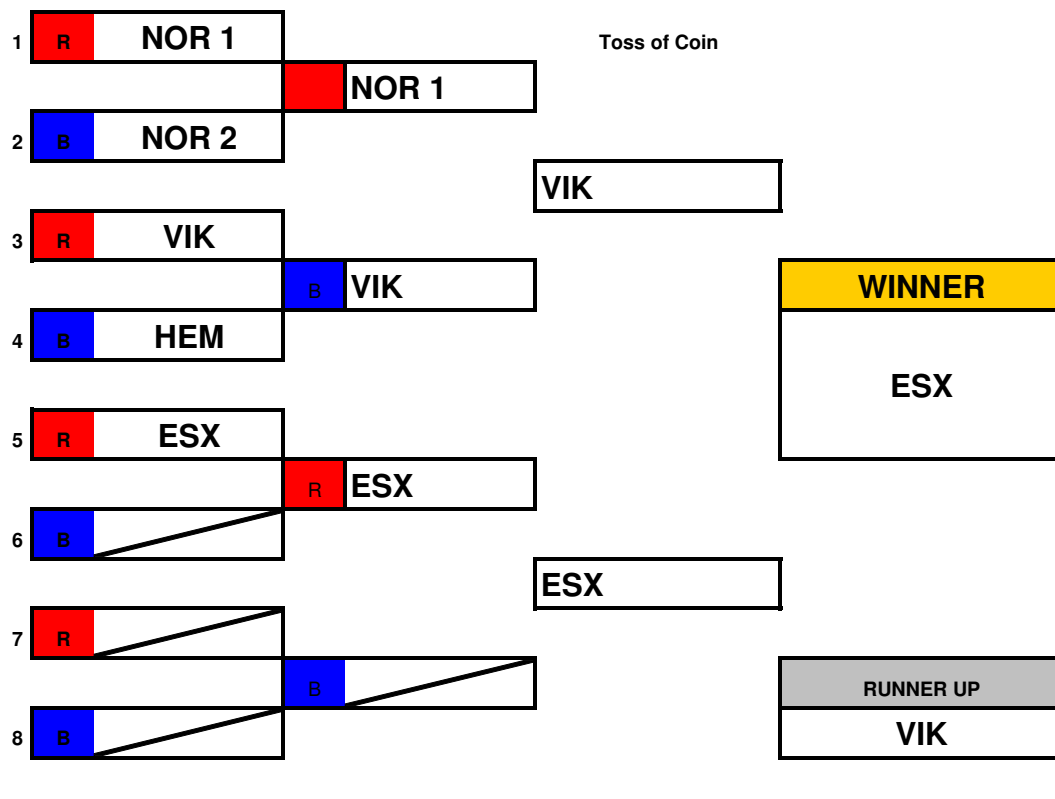 1 R NOR 1 Toss of Coin
NOR 1
2 B NOR 2
VIK
3 R VIK
B VIK WINNER
4 B HEM
ESX
5 R ESX
R ESX
6 B
ESX
7 R
B RUNNER UP
8 B VIK